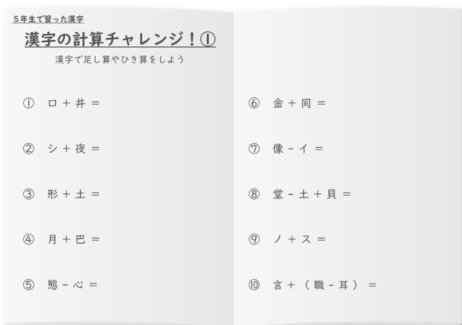 ５年生で習った漢字
漢字の計算チャレンジ！①
漢字で足し算やひき算をしよう
① 口 + 井 =
② シ + 夜 =
③ 形 + 土 =
④ 月 + 巴 =
⑤ 態 - 心 =
⑥ 金 + 同 =
⑦ 像 - イ =
⑧ 堂 - 土 + 貝 =
⑨ ノ + ス =
⑩ 言 + （ 職 - 耳 ） =